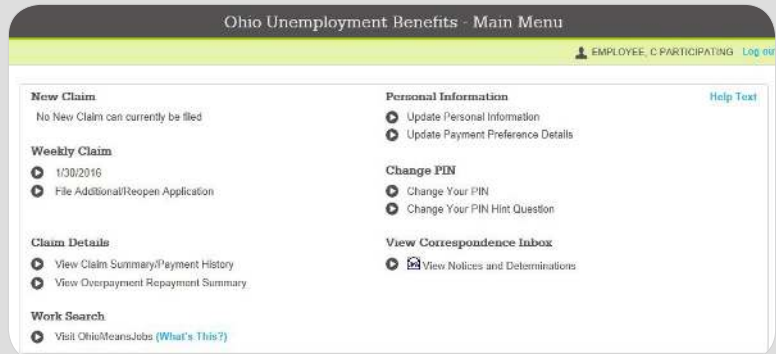 Ohio Unemployment Benefits - Main Menu
EMPLOYEE, C PARTICIPATING Log ou
New Claim
No New Claim can currently be filed
Weekly Claim
1/30/2016
File Additional/Reopen Application
Claim Details
View Claim Summary/Payment History
View Overpayment Repayment Summary
Work Search
Visit OhioMeansJobs (What's This?)
Personal Information
Help Text
Update Personal Information
Update Payment Preference Details
Change PIN
Change Your PIN
Change Your PIN Hint Question
View Correspondence Inbox
View Notices and Determinations